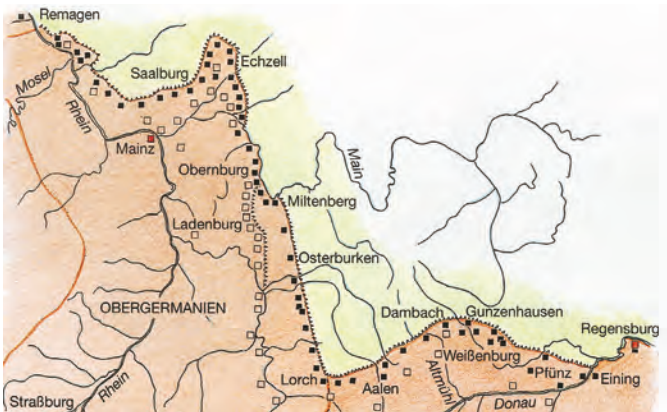 Remagen
Echzell
Saalburg
Mosel
Rhein
Mainz
Main
Obernburg
Miltenberg
Ladenburg
Osterburken
OBERGERMANIEN
Dambach
Gunzenhausen
Regensburg
Weißenburg
Straßburg
Rhein
Lorch
Aalen
Altmühl
Pfünz
Eining
Donau